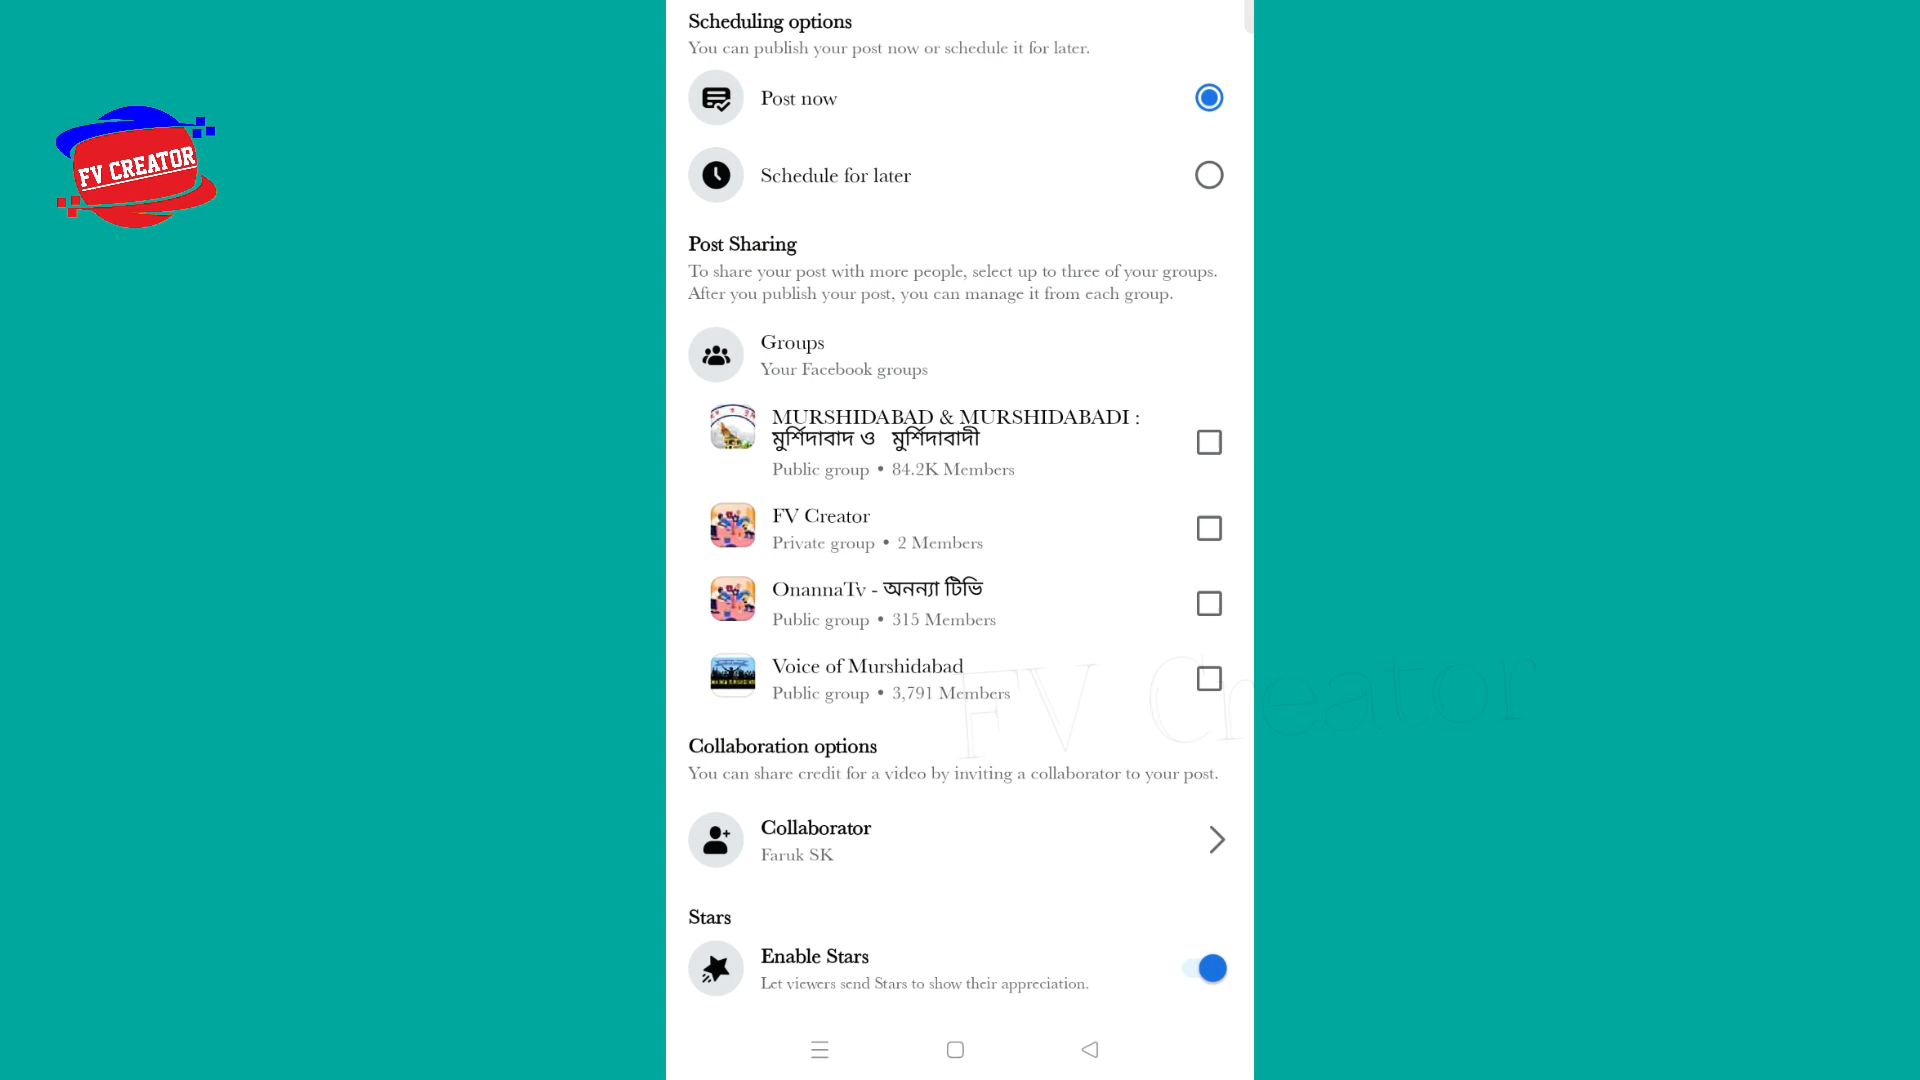 FV CREATOR
Scheduling options
You can publish your post now or schedule it for later.
Post now
Schedule for later
Post Sharing
To share your post with more people, select up to three of your groups.
After you publish your post, you can manage it from each group.
Groups
Your Facebook groups
MURSHIDABAD & MURSHIDABADI :
মুর্শিদাবাদ ও মুর্শিদাবাদী
Public group • 84.2K Members
FV Creator
Private group • 2 Members
OnannaTv - অনন্যা টিভি
Public group • 315 Members
Voice of Murshidabad
Public group • 3,791 Members
FV Creator
Collaboration options
You can share credit for a video by inviting a collaborator to your post.
Collaborator
Faruk SK
Stars
Enable Stars
Let viewers send Stars to show their appreciation.